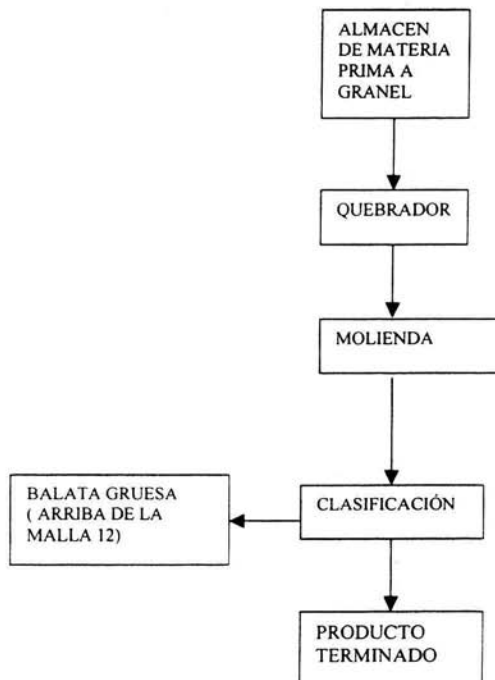 ALMACEN
DE MATERIA
PRIMA A
GRANEL
QUEBRADOR
MOLIENDA
BALATA GRUESA
( ARRIBA DE LA
MALLA 12)
CLASIFICACIÓN
PRODUCTO
TERMINADO